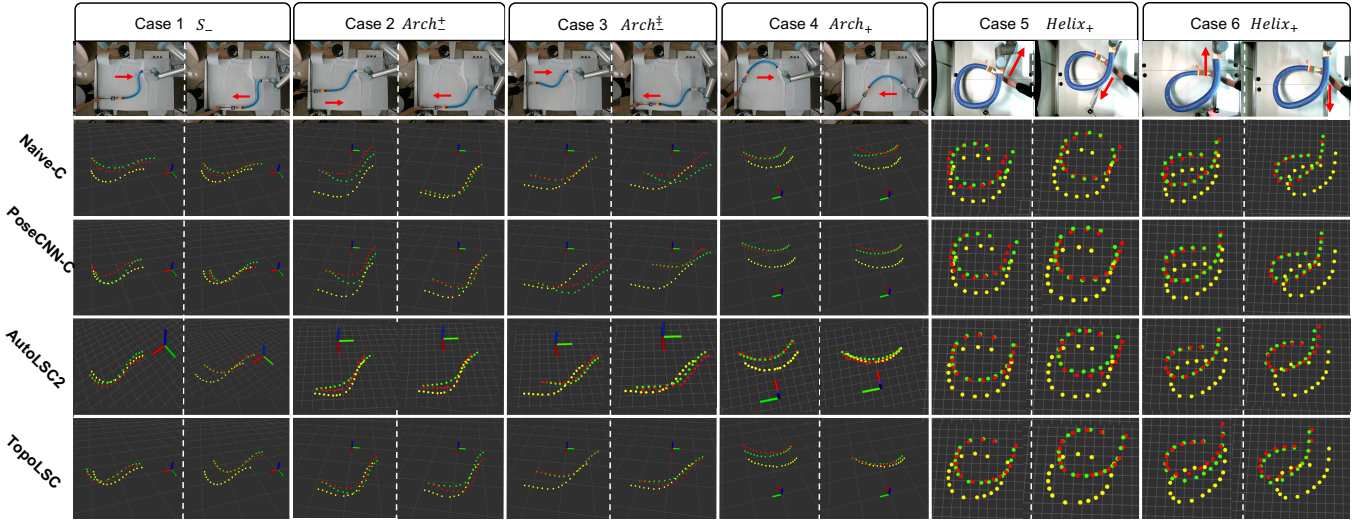 Case 1 S₋
Case 2 Arch±
Case 3 Arch‡
Case 4 Arch₊
Case 5 Helix₊
Case 6 Helix₊
Naive-C
PoseCNN-C
AutoLSC2
TopoLSC